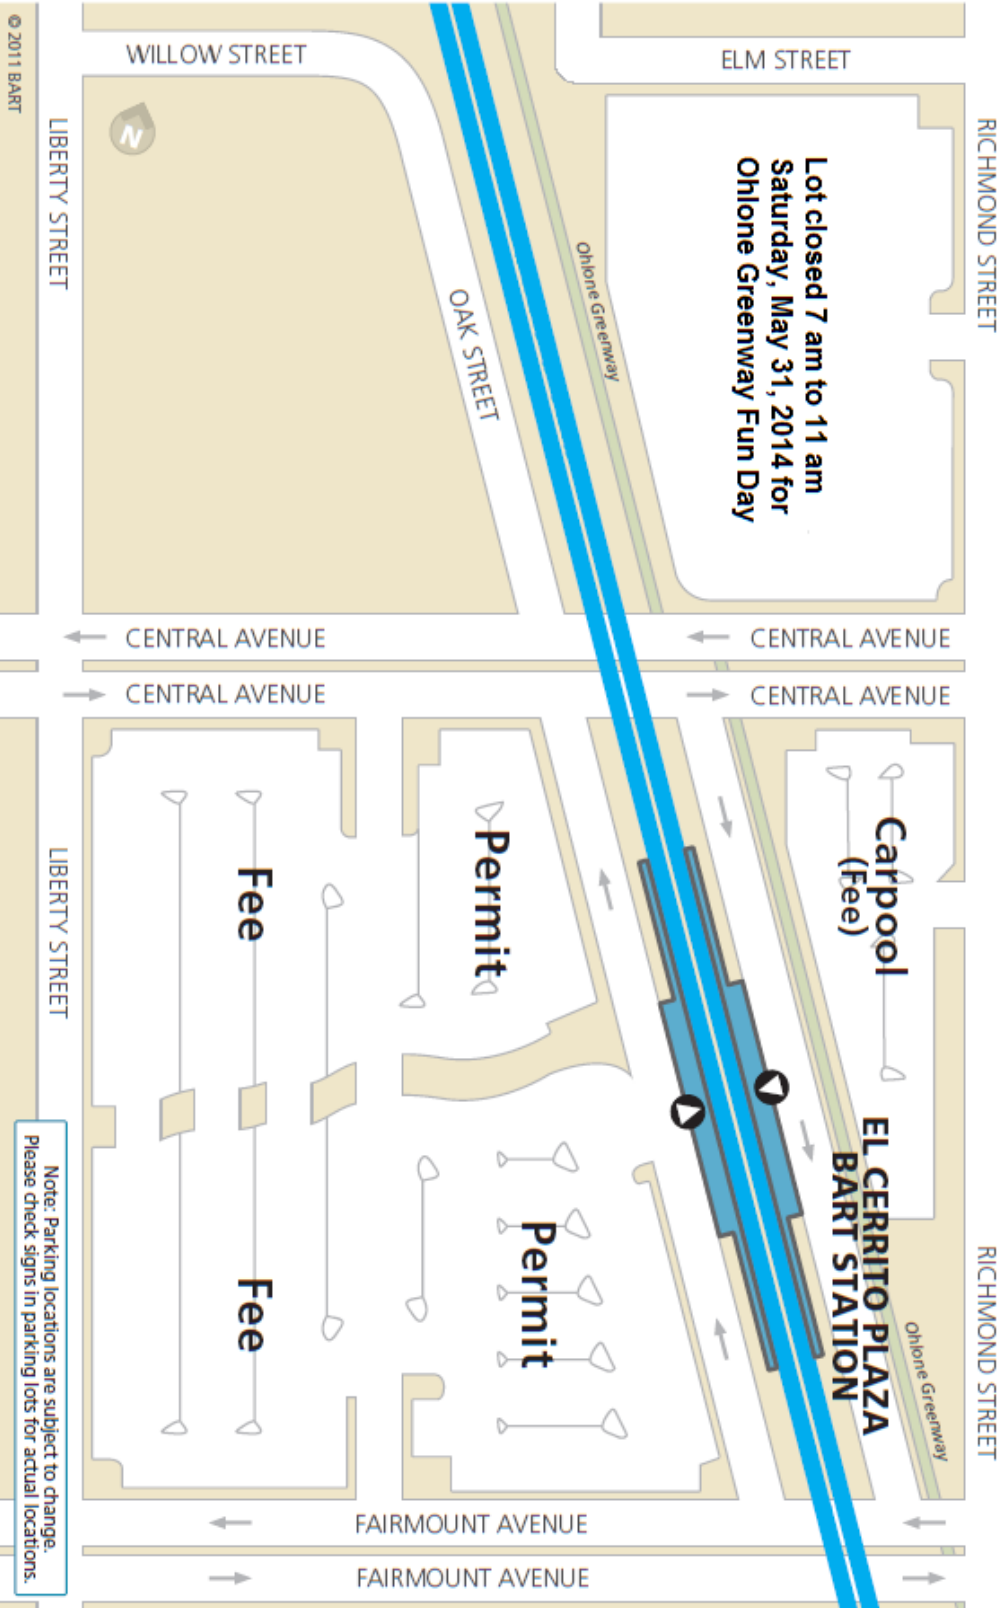 © 2011 BART
WILLOW STREET
ELM STREET
RICHMOND STREET
LIBERTY STREET
N
Lot closed 7 am to 11 am
Saturday, May 31, 2014 for
Ohlone Greenway Fun Day
Ohlone Greenway
OAK STREET
CENTRAL AVENUE
CENTRAL AVENUE
CENTRAL AVENUE
CENTRAL AVENUE
Carpool
(Fee)
Permit
Fee
LIBERTY STREET
EL CERRITO PLAZA
BART STATION
RICHMOND STREET
Ohlone Greenway
Permit
Fee
Note: Parking locations are subject to change.
Please check signs in parking lots for actual locations.
FAIRMOUNT AVENUE
FAIRMOUNT AVENUE